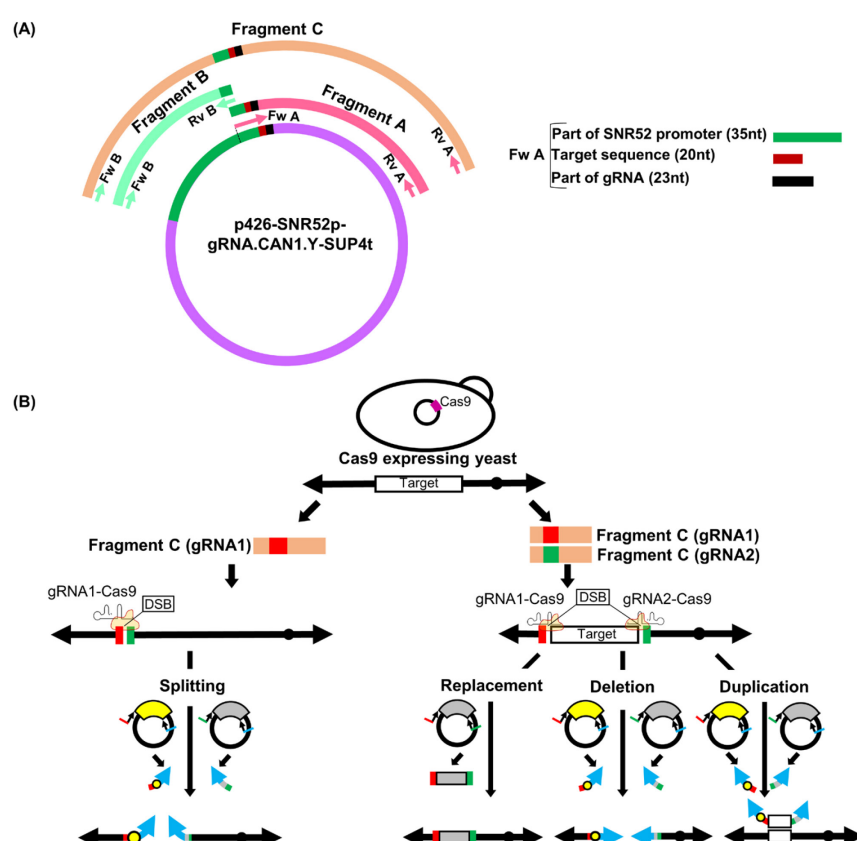 (A)
Fragment C
Fragment B
Fragment A
Fw A
Rv B
Fw B
Fw B
Rv A
Rv A
p426-SNR52p-
gRNA.CAN1.Y-SUP4t
Part of SNR52 promoter (35nt)
Fw A Target sequence (20nt)
Part of gRNA (23nt)
(B)
Cas9
Cas9 expressing yeast
Target
Fragment C (gRNA1)
Fragment C (gRNA1)
Fragment C (gRNA2)
gRNA1-Cas9
DSB
gRNA1-Cas9 DSB gRNA2-Cas9
Target
Splitting
Replacement Deletion Duplication